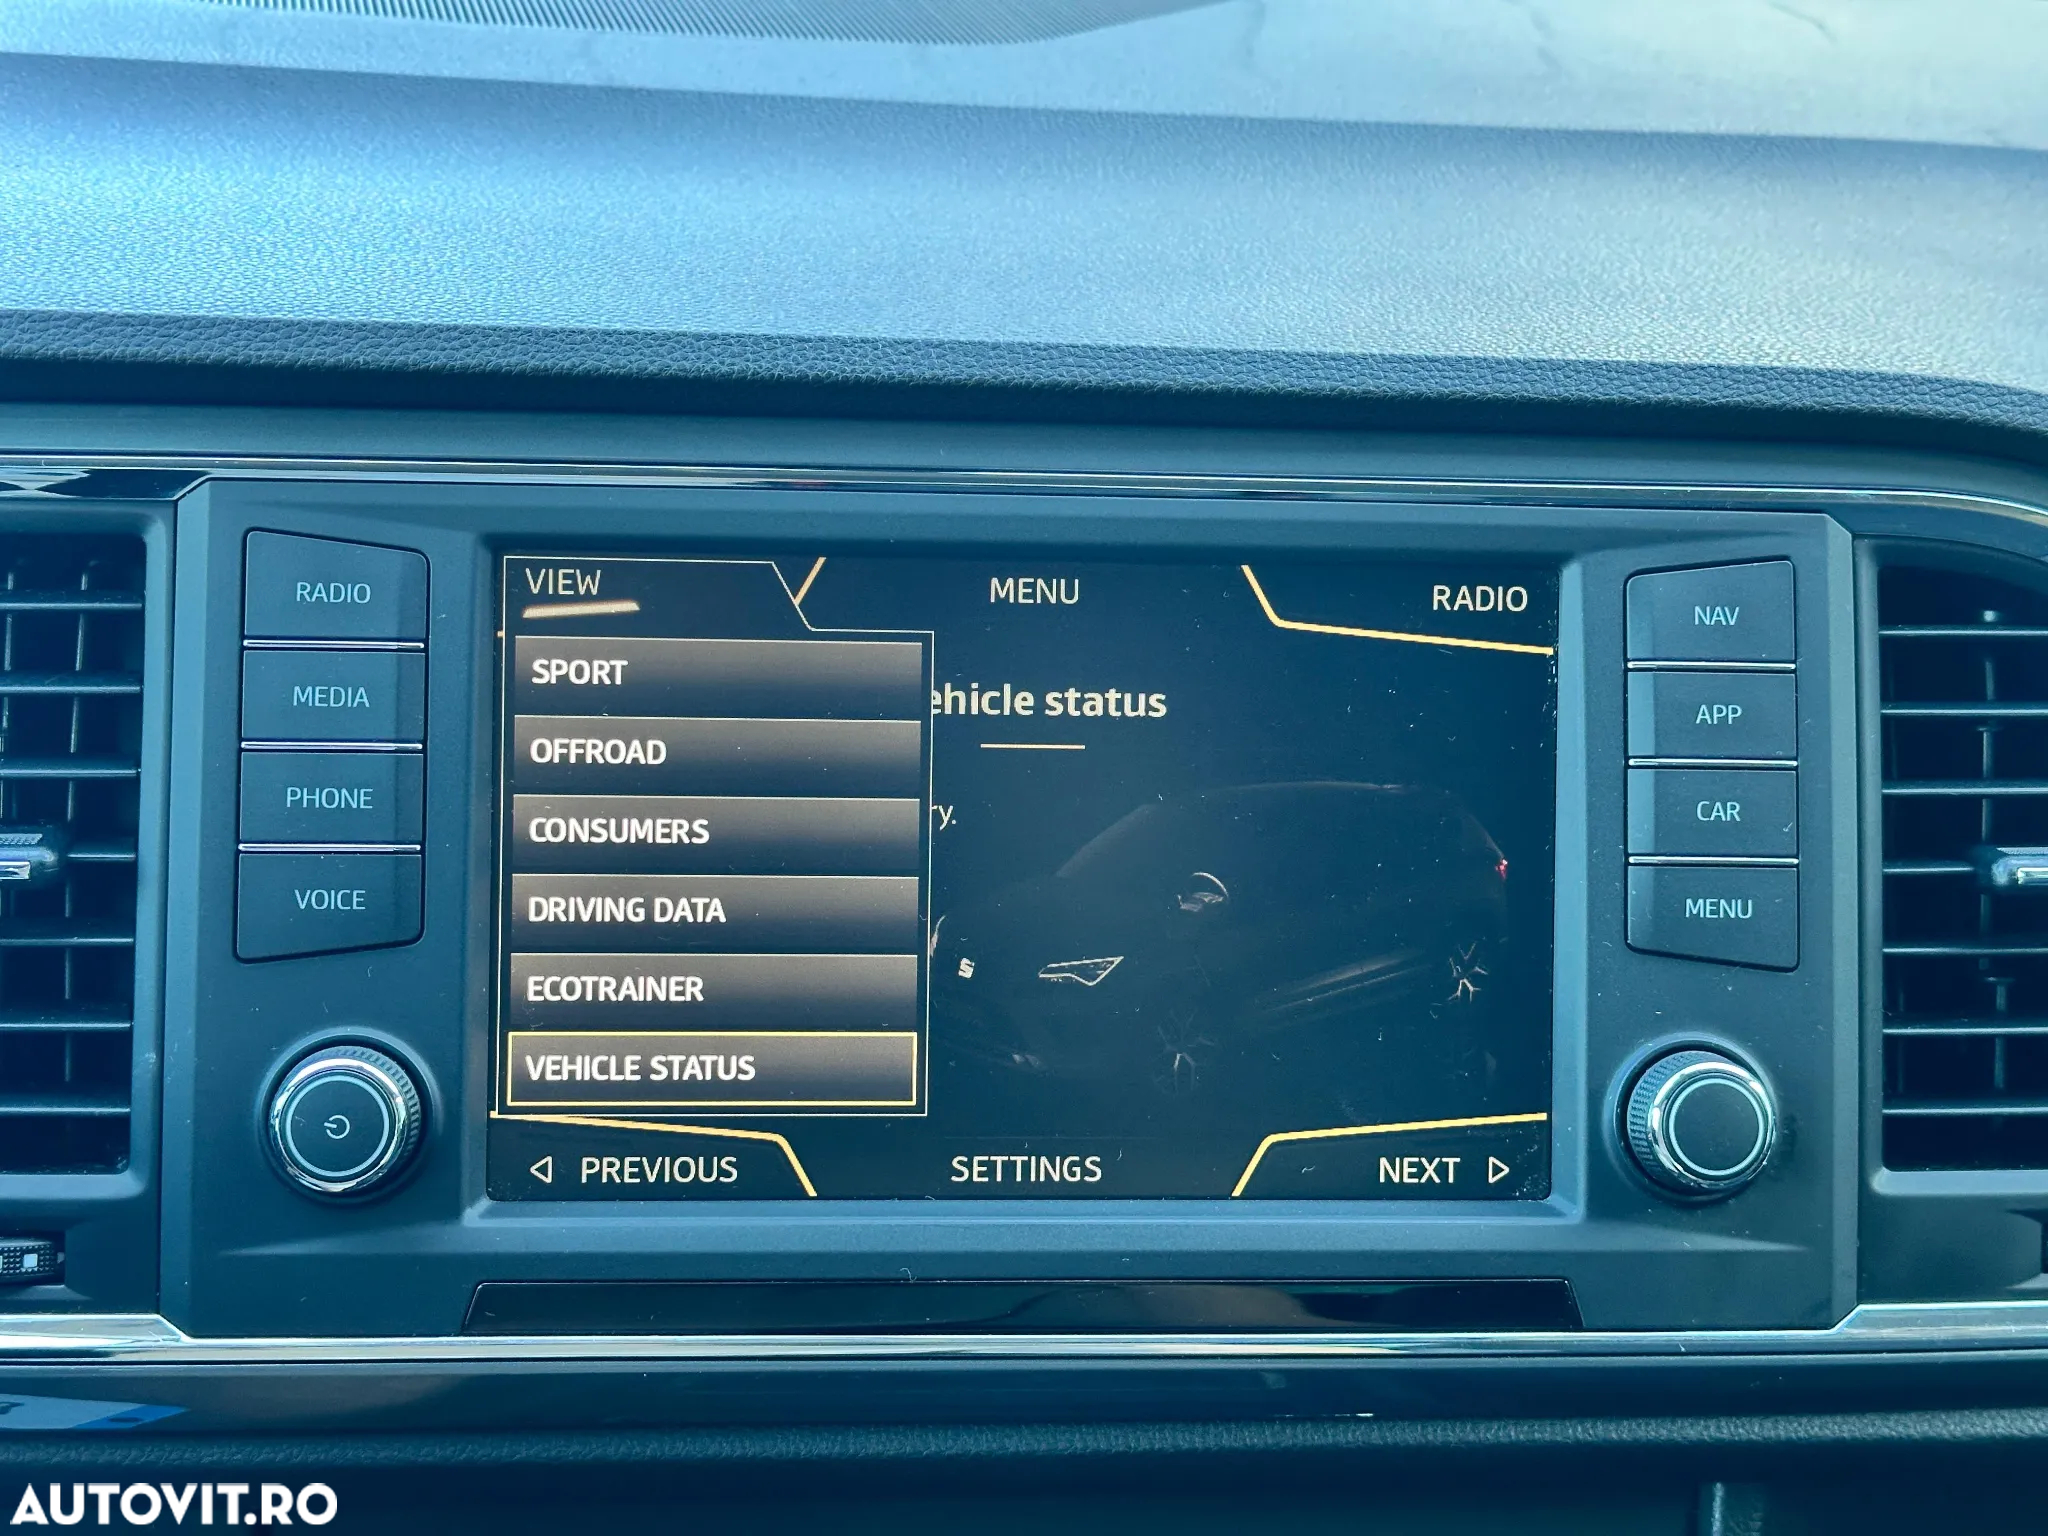 RADIO
MEDIA
PHONE
VOICE
VIEW
MENU
RADIO
SPORT
OFFROAD
CONSUMERS
DRIVING DATA
ECOTRAINER
VEHICLE STATUS
ehicle status
ry.
PREVIOUS
SETTINGS
NEXT
NAV
APP
CAR
MENU
AUTOVIT.RO